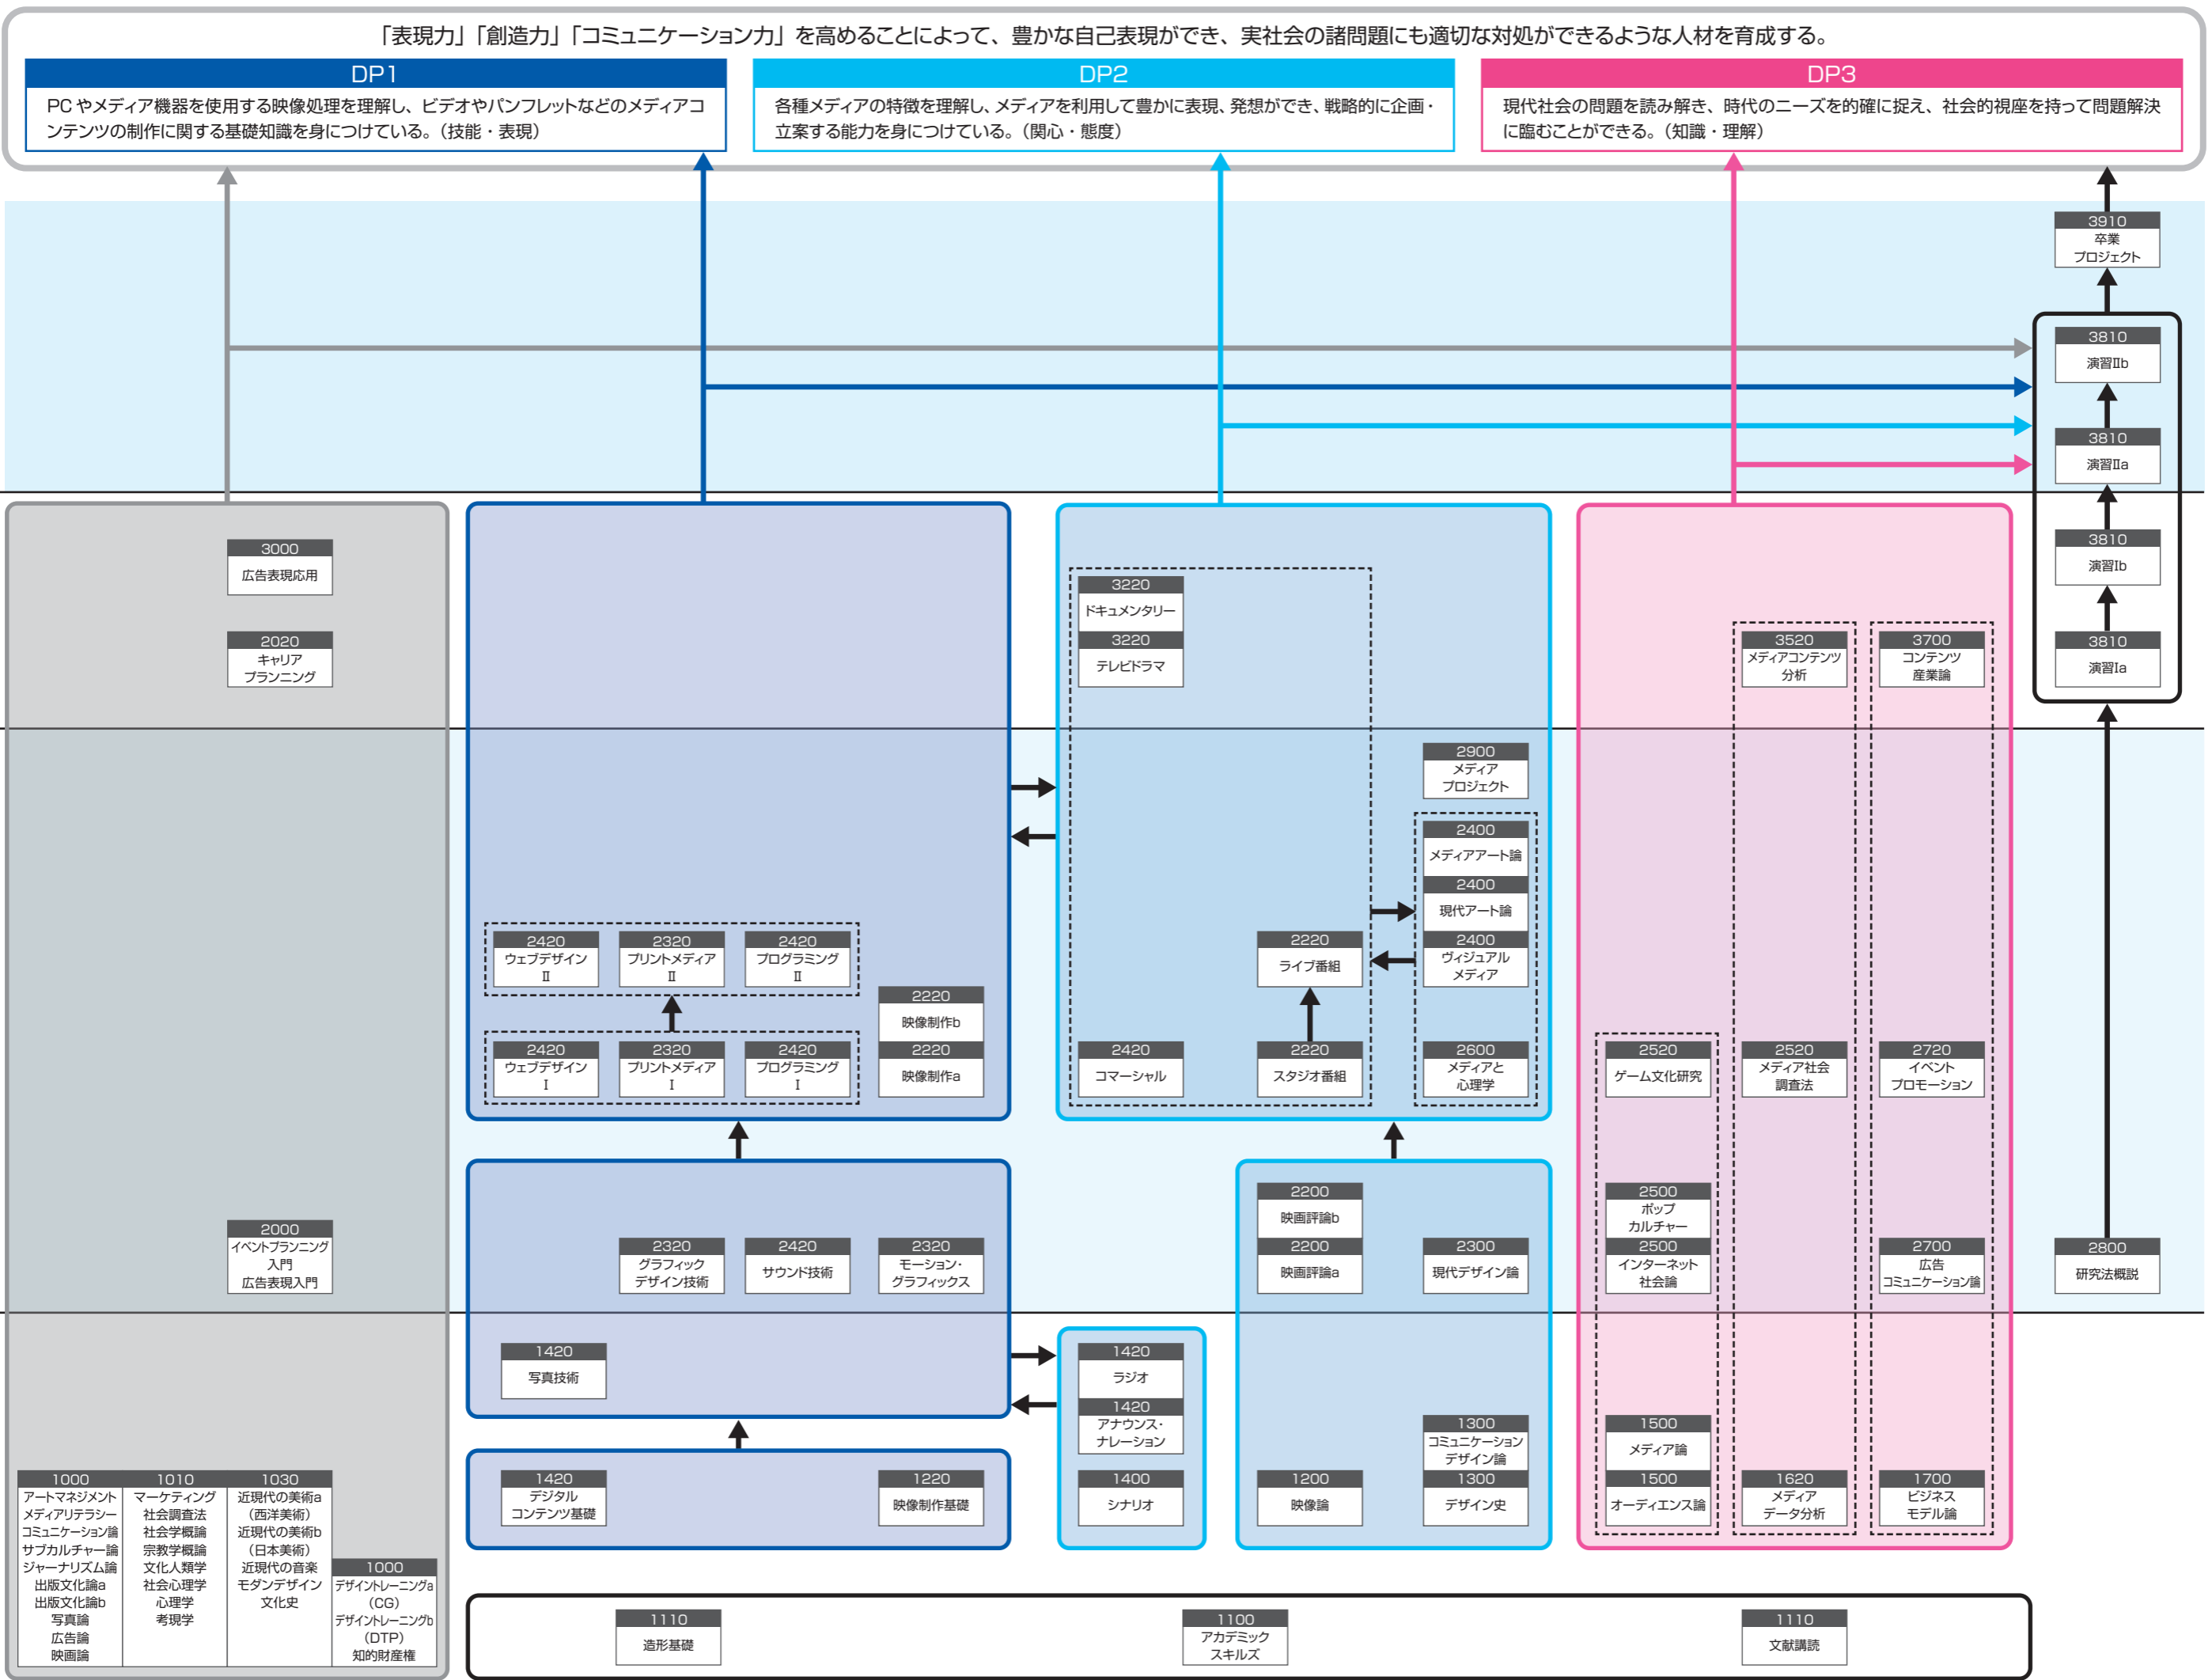 「表現力」「創造力」「コミュニケーション力」を高めることによって、豊かな自己表現ができ、実社会の諸問題にも適切な対処ができるような人材を育成する。
DP1
PC やメディア機器を使用する映像処理を理解し、ビデオやパンフレットなどのメディアコ
ンテンツの制作に関する基礎知識を身につけている。（技能・表現）
DP2
各種メディアの特徴を理解し、メディアを利用して豊かに表現、発想ができ、戦略的に企画・
立案する能力を身につけている。（関心・態度）
DP3
現代社会の問題を読み解き、時代のニーズを的確に捉え、社会的視座を持って問題解決
に臨むことができる。（知識・理解）
3910
卒業
プロジェクト
3810
演習Ⅱb
3810
演習Ⅱa
3810
演習Ⅰb
3810
演習Ⅰa
3000
広告表現応用
2020
キャリア
プランニング
3220
ドキュメンタリー
3220
テレビドラマ
3520
メディアコンテンツ
分析
3700
コンテンツ
産業論
2900
メディア
プロジェクト
2400
メディアアート論
2400
現代アート論
2400
ヴィジュアル
メディア
2420
ウェブデザイン
Ⅱ
2320
プリントメディア
Ⅱ
2420
プログラミング
Ⅱ
2220
映像制作b
2220
映像制作a
2220
ライブ番組
2420
ウェブデザイン
Ⅰ
2320
プリントメディア
Ⅰ
2420
プログラミング
Ⅰ
2420
コマーシャル
2220
スタジオ番組
2600
メディアと
心理学
2520
ゲーム文化研究
2520
メディア社会
調査法
2720
イベント
プロモーション
2000
イベントプランニング
入門
広告表現入門
2320
グラフィック
デザイン技術
2420
サウンド技術
2320
モーション・
グラフィックス
2200
映画評論b
2200
映画評論a
2300
現代デザイン論
2500
ポップ
カルチャー
2500
インターネット
社会論
2700
広告
コミュニケーション論
2800
研究法概説
1420
写真技術
1420
ラジオ
1420
アナウンス・
ナレーション
1400
シナリオ
1300
コミュニケーション
デザイン論
1300
デザイン史
1200
映像論
1500
メディア論
1500
オーディエンス論
1620
メディア
データ分析
1700
ビジネス
モデル論
1420
デジタル
コンテンツ基礎
1220
映像制作基礎
1000
アートマネジメント
メディアリテラシー
コミュニケーション論
サブカルチャー論
ジャーナリズム論
出版文化論a
出版文化論b
写真論
広告論
映画論
1010
マーケティング
社会調査法
社会学概論
宗教学概論
文化人類学
社会心理学
心理学
考現学
1030
近現代の美術a
（西洋美術）
近現代の美術b
（日本美術）
近現代の音楽
モダンデザイン
文化史
1000
デザイントレーニングa
（CG）
デザイントレーニングb
（DTP）
知的財産権
1110
造形基礎
1100
アカデミック
スキルズ
1110
文献講読